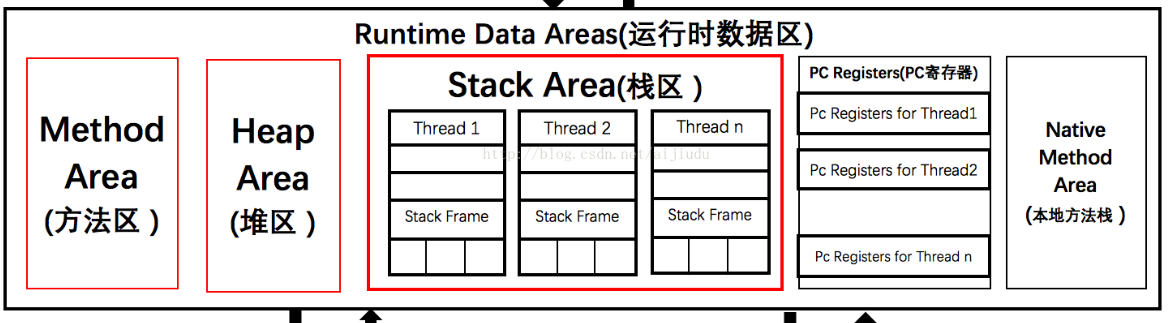 Runtime Data Areas(运行时数据区)
Method
Area
(方法区)
Heap
Area
(堆区)
Stack Area(栈区)
Thread 1
Stack Frame
Thread 2
Stack Frame
Thread n
Stack Frame
http://blog.csdn.net/aijiudu
PC Registers(PC寄存器)
Pc Registers for Thread1
Pc Registers for Thread2
Pc Registers for Thread n
Native
Method
Area
(本地方法栈)